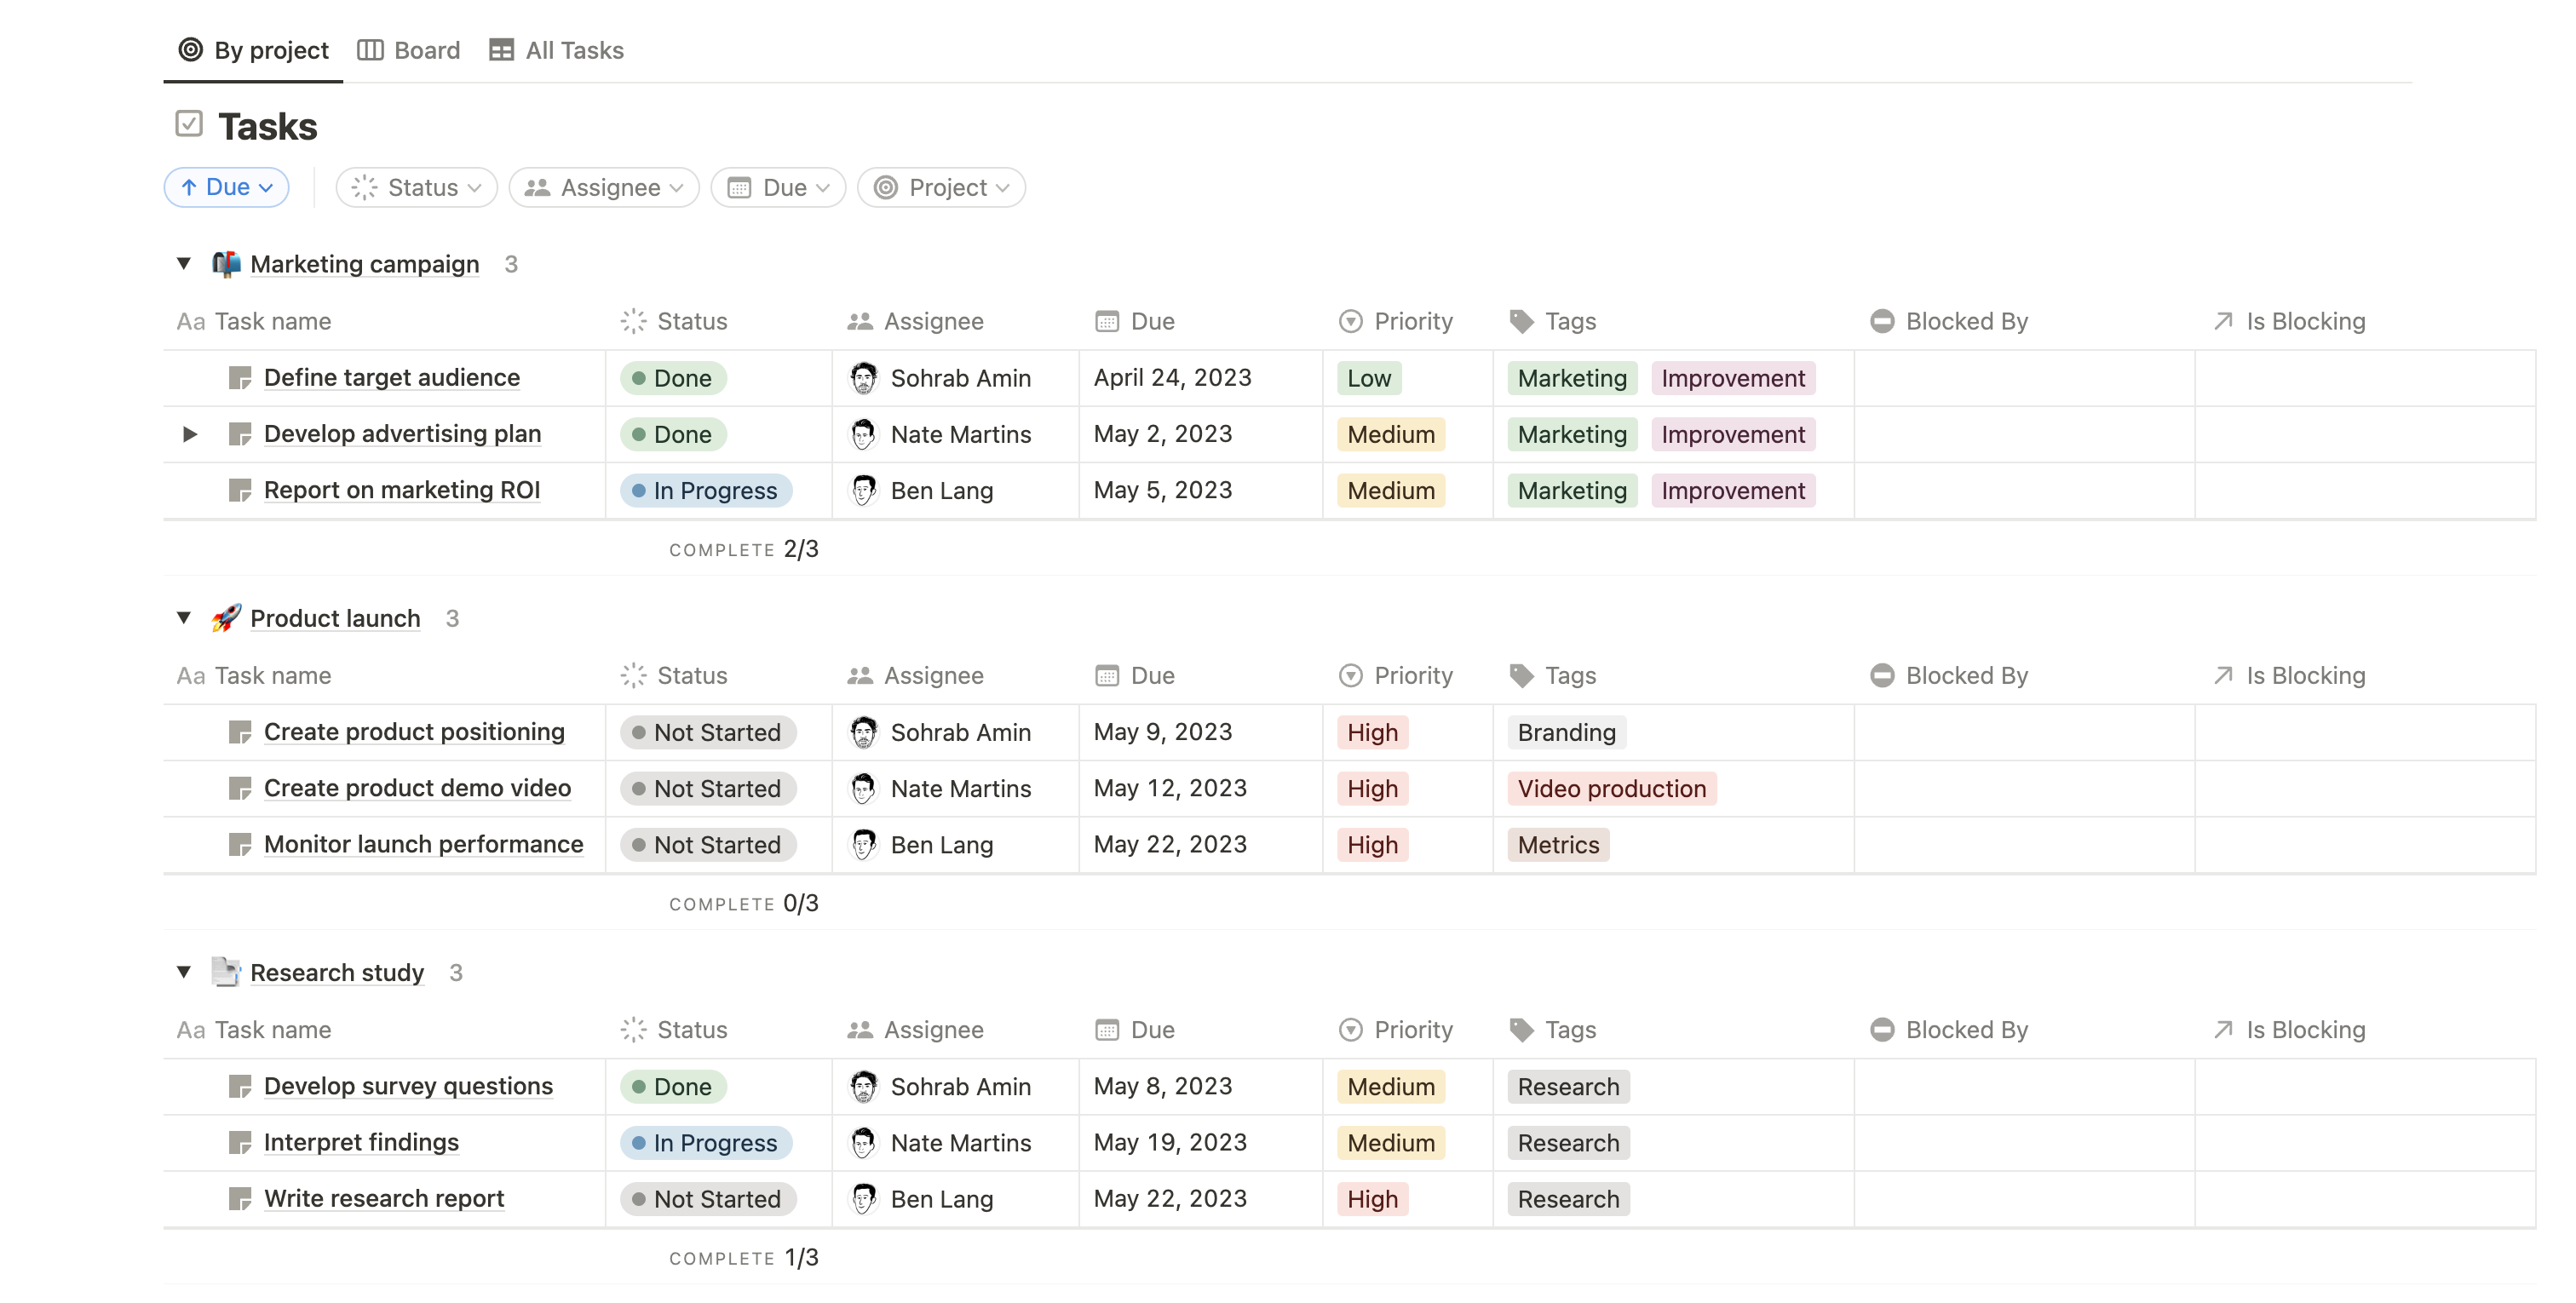 By project Board All Tasks
Tasks
Due Status Assignee Due Project
Marketing campaign 3
Aa Task name Status Assignee Due Priority Tags Blocked By Is Blocking
Define target audience Done Sohrab Amin April 24, 2023 Low Marketing Improvement
Develop advertising plan Done Nate Martins May 2, 2023 Medium Marketing Improvement
Report on marketing ROI In Progress Ben Lang May 5, 2023 Medium Marketing Improvement
COMPLETE 2/3
Product launch 3
Aa Task name Status Assignee Due Priority Tags Blocked By Is Blocking
Create product positioning Not Started Sohrab Amin May 9, 2023 High Branding
Create product demo video Not Started Nate Martins May 12, 2023 High Video production
Monitor launch performance Not Started Ben Lang May 22, 2023 High Metrics
COMPLETE 0/3
Research study 3
Aa Task name Status Assignee Due Priority Tags Blocked By Is Blocking
Develop survey questions Done Sohrab Amin May 8, 2023 Medium Research
Interpret findings In Progress Nate Martins May 19, 2023 Medium Research
Write research report Not Started Ben Lang May 22, 2023 High Research
COMPLETE 1/3